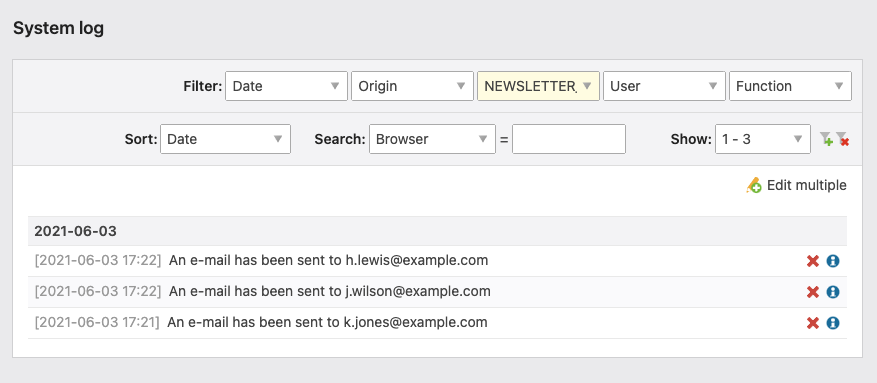 System log
Filter: Date Origin NEWSLETTER_ User Function
Sort: Date Search: Browser = Show: 1 - 3
Edit multiple
2021-06-03
[2021-06-03 17:22] An e-mail has been sent to h.lewis@example.com
[2021-06-03 17:22] An e-mail has been sent to j.wilson@example.com
[2021-06-03 17:21] An e-mail has been sent to k.jones@example.com